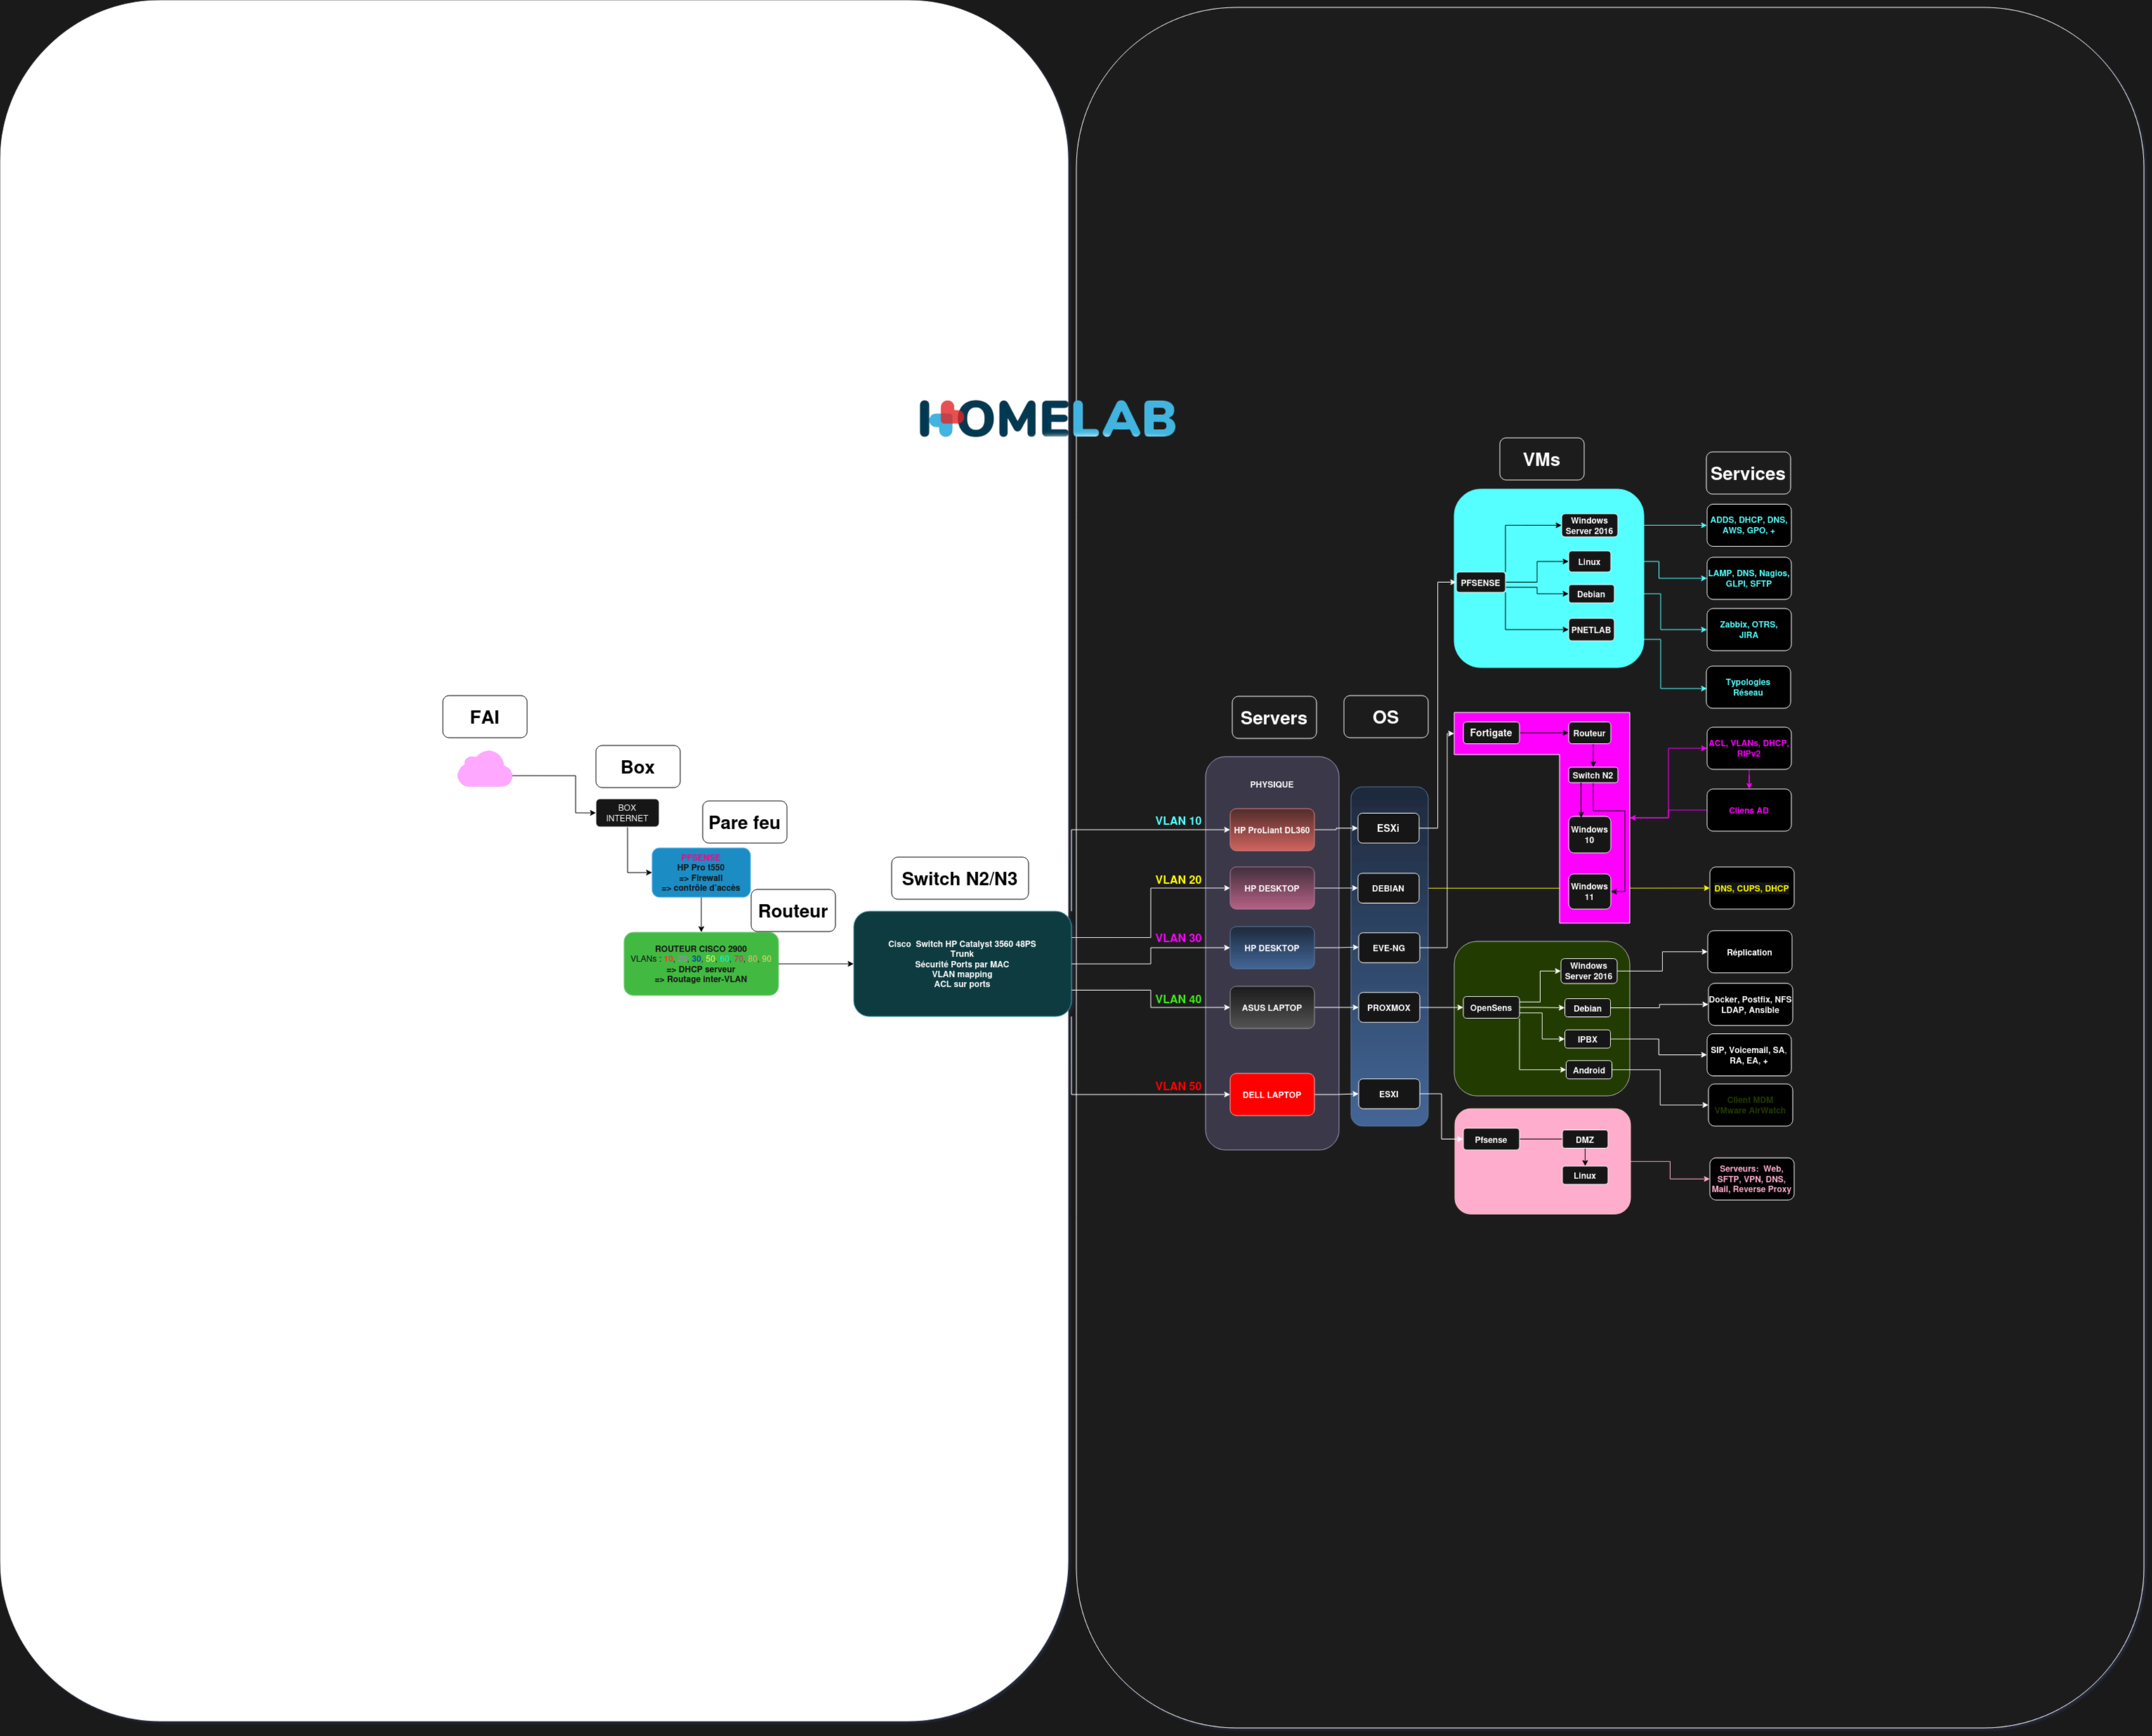 HOMELAB
FAI
Box
BOX
INTERNET
Pare feu
PFSENSE
HP Pro t550
=> Firewall
=> contrôle d'accès
Routeur
ROUTEUR CISCO 2900
VLANs : 10, 20, 30, 50, 60, 70, 80, 90
=> DHCP serveur
=> Routage inter-VLAN
Switch N2/N3
Cisco Switch HP Catalyst 3560 48PS
Trunk
Sécurité Ports par MAC
VLAN mapping
ACL sur ports
VLAN 10
VLAN 20
VLAN 30
VLAN 40
VLAN 50
Servers
PHYSIQUE
HP ProLiant DL360
HP DESKTOP
HP DESKTOP
ASUS LAPTOP
DELL LAPTOP
OS
ESXi
DEBIAN
EVE-NG
PROXMOX
ESXI
VMs
PFSENSE
Windows
Server 2016
Linux
Debian
PNETLAB
Fortigate
Routeur
Switch N2
Windows
10
Windows
11
OpenSens
Windows
Server 2016
Debian
IPBX
Android
Pfsense
DMZ
Linux
Services
ADDS, DHCP, DNS,
AWS, GPO, +
LAMP, DNS, Nagios,
GLPI, SFTP
Zabbix, OTRS,
JIRA
Typologies
Réseau
ACL, VLANs, DHCP,
RIPv2
Cliens AD
DNS, CUPS, DHCP
Réplication
Docker, Postfix, NFS
LDAP, Ansible
SIP, Voicemail, SA,
RA, EA, +
Client MDM
VMware AirWatch
Serveurs: Web,
SFTP, VPN, DNS,
Mail, Reverse Proxy